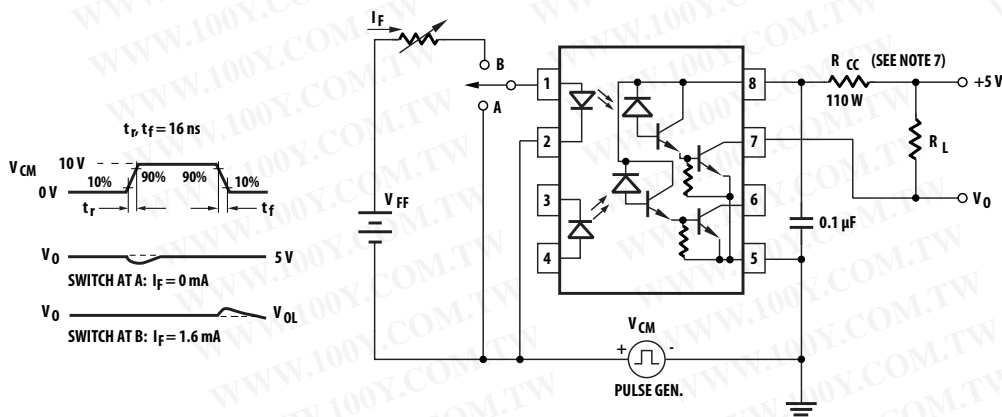 I F
B
A
1
2
3
4
8
7
6
5
R CC (SEE NOTE 7)
110 W
+5 V
R L
V O
0.1 µF
V FF
V CM
+ -
PULSE GEN.
t r, t f = 16 ns
V CM
10 V
0 V
10% 90% 90% 10%
t r
t f
V O
5 V
SWITCH AT A: I F = 0 mA
V O
V OL
SWITCH AT B: I F = 1.6 mA
WWW.100Y.COM.TW